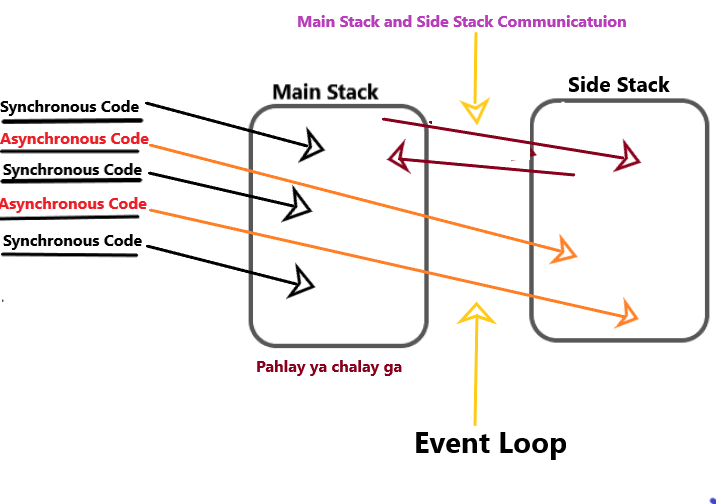 Main Stack and Side Stack Communicatuion
Main Stack
Side Stack
Synchronous Code
Asynchronous Code
Synchronous Code
Asynchronous Code
Synchronous Code
Pahlay ya chalay ga
Event Loop